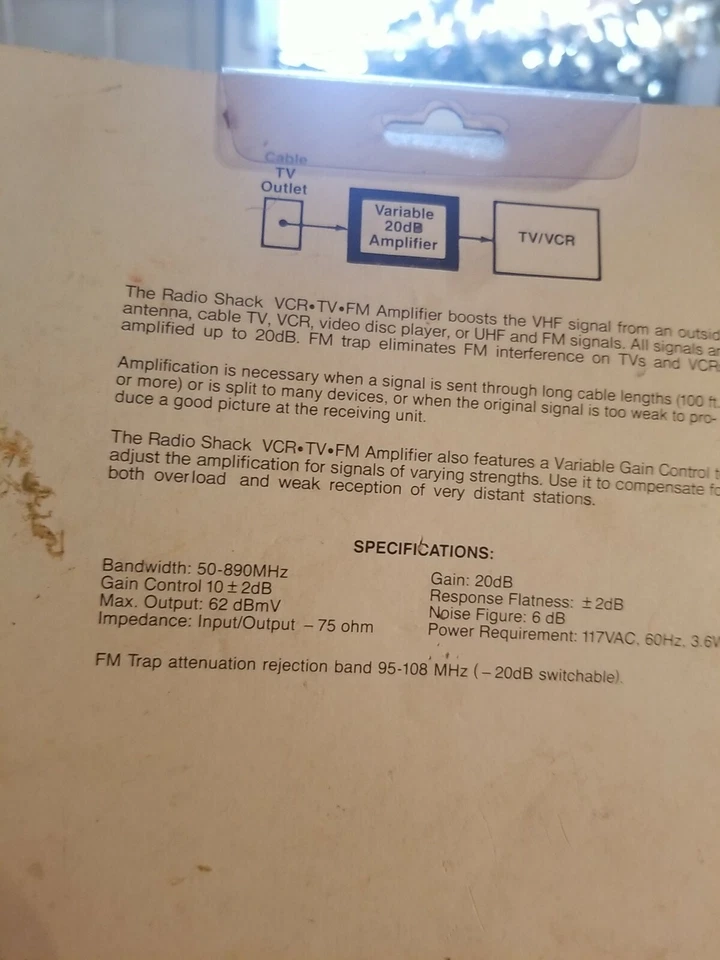 Cable
TV
Outlet
Variable
20dB
Amplifier
TV/VCR
The Radio Shack VCR•TV•FM Amplifier boosts the VHF signal from an outsid
antenna, cable TV, VCR, video disc player, or UHF and FM signals. All signals ar
amplified up to 20dB. FM trap eliminates FM interference on TVs and VCR
Amplification is necessary when a signal is sent through long cable lengths (100 ft.
or more) or is split to many devices, or when the original signal is too weak to pro-
duce a good picture at the receiving unit.
The Radio Shack VCR•TV•FM Amplifier also features a Variable Gain Control t
adjust the amplification for signals of varying strengths. Use it to compensate fo
both overload and weak reception of very distant stations.
SPECIFICATIONS:
Bandwidth: 50-890MHz
Gain Control 10 ± 2dB
Max. Output: 62 dBmV
Impedance: Input/Output – 75 ohm
Gain: 20dB
Response Flatness: ± 2dB
Noise Figure: 6 dB
Power Requirement: 117VAC, 60Hz, 3.6W
FM Trap attenuation rejection band 95-108 MHz (– 20dB switchable).